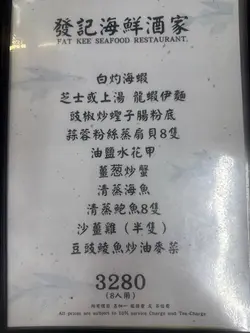 發記海鮮酒家
FAT KEE SEAFOOD RESTAURANT.
白灼海蝦
芝士或上湯 龍蝦伊麵
豉椒炒蟶子腸粉底
蒜蓉粉絲蒸扇貝8隻
油鹽水花甲
薑葱炒蟹
清蒸海魚
清蒸鮑魚8隻
沙薑雞（半隻）
豆豉鯪魚炒油麥菜
3280
(8人用)
All prices are subject to 10% service charge and Tea Charge